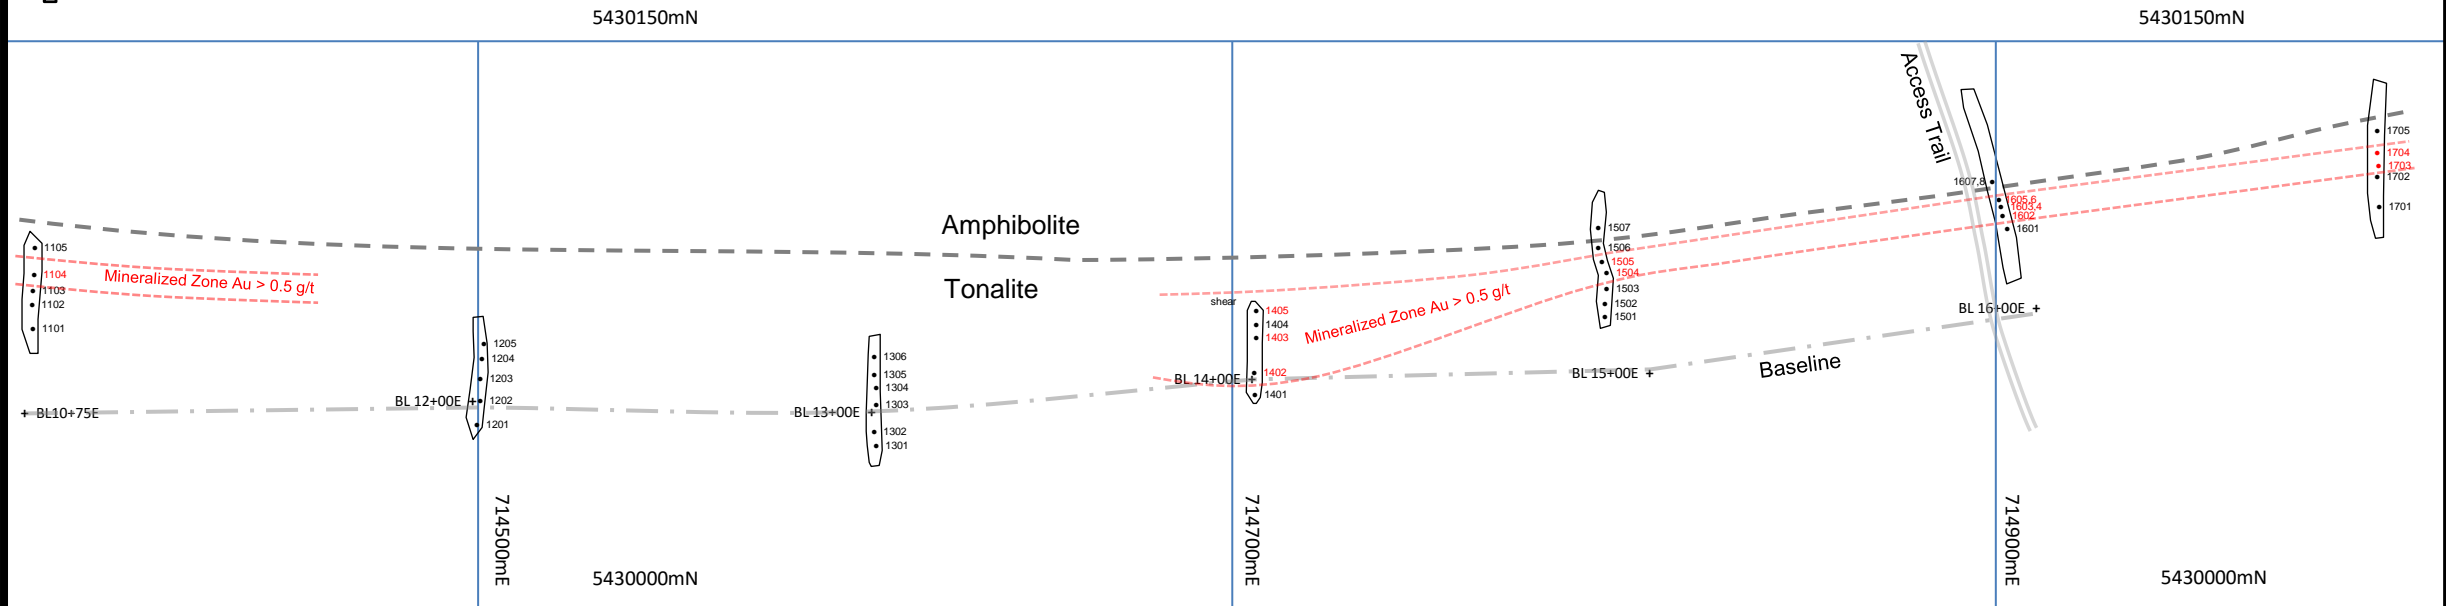 5430150mN
5430150mN
Access Trail
1705
1704
1703
1702
1701
1607,8
1605,6
1603,4
1602
1601
Amphibolite
Tonalite
1507
1506
1505
1504
1503
1502
1501
1105
1104
1103
1102
1101
Mineralized Zone Au > 0.5 g/t
shear
1405
1404
1403
1402
1401
Mineralized Zone Au > 0.5 g/t
BL 16+00E
1205
1204
1203
1202
1201
1306
1305
1304
1303
1302
1301
BL10+75E
BL 12+00E
BL 13+00E
BL 14+00E
BL 15+00E
Baseline
714500mE
714700mE
714900mE
5430000mN
5430000mN